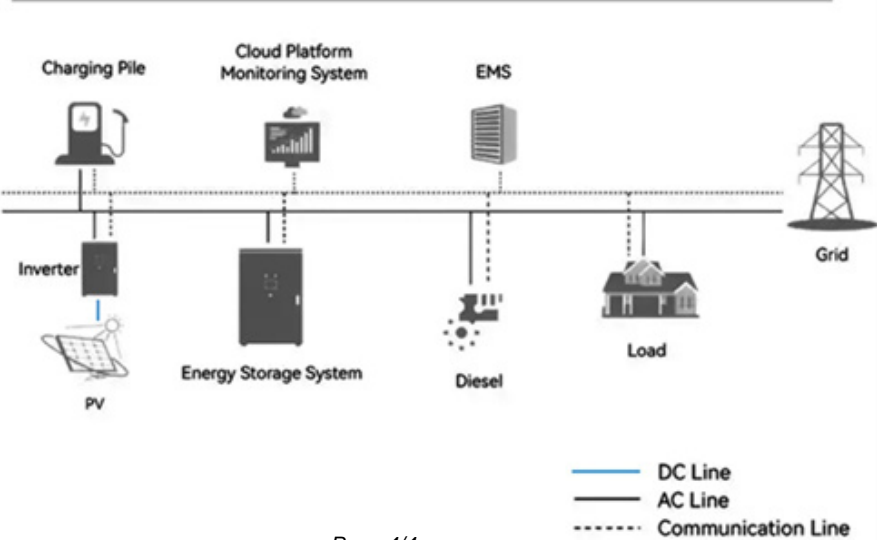 Charging Pile
Cloud Platform
Monitoring System
EMS
Grid
Inverter
Load
Energy Storage System
Diesel
PV
DC Line
AC Line
Communication Line